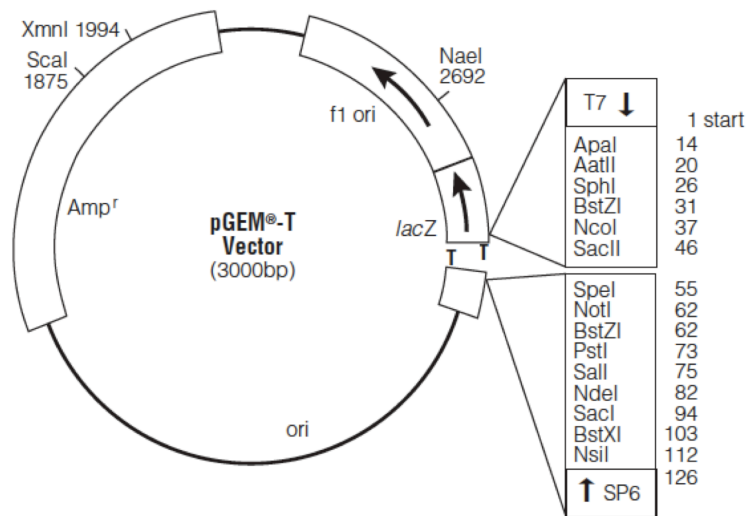 XmnI 1994
ScaI
1875
NaeI
2692
f1 ori
Ampʳ
pGEM®-T
Vector
(3000bp)
lacZ
T T
ori
T7 ↓
1 start
ApaI 14
AatII 20
SphI 26
BstZI 31
NcoI 37
SacII 46
SpeI 55
NotI 62
BstZI 62
PstI 73
SalI 75
NdeI 82
SacI 94
BstXI 103
NsiI 112
126
↑ SP6